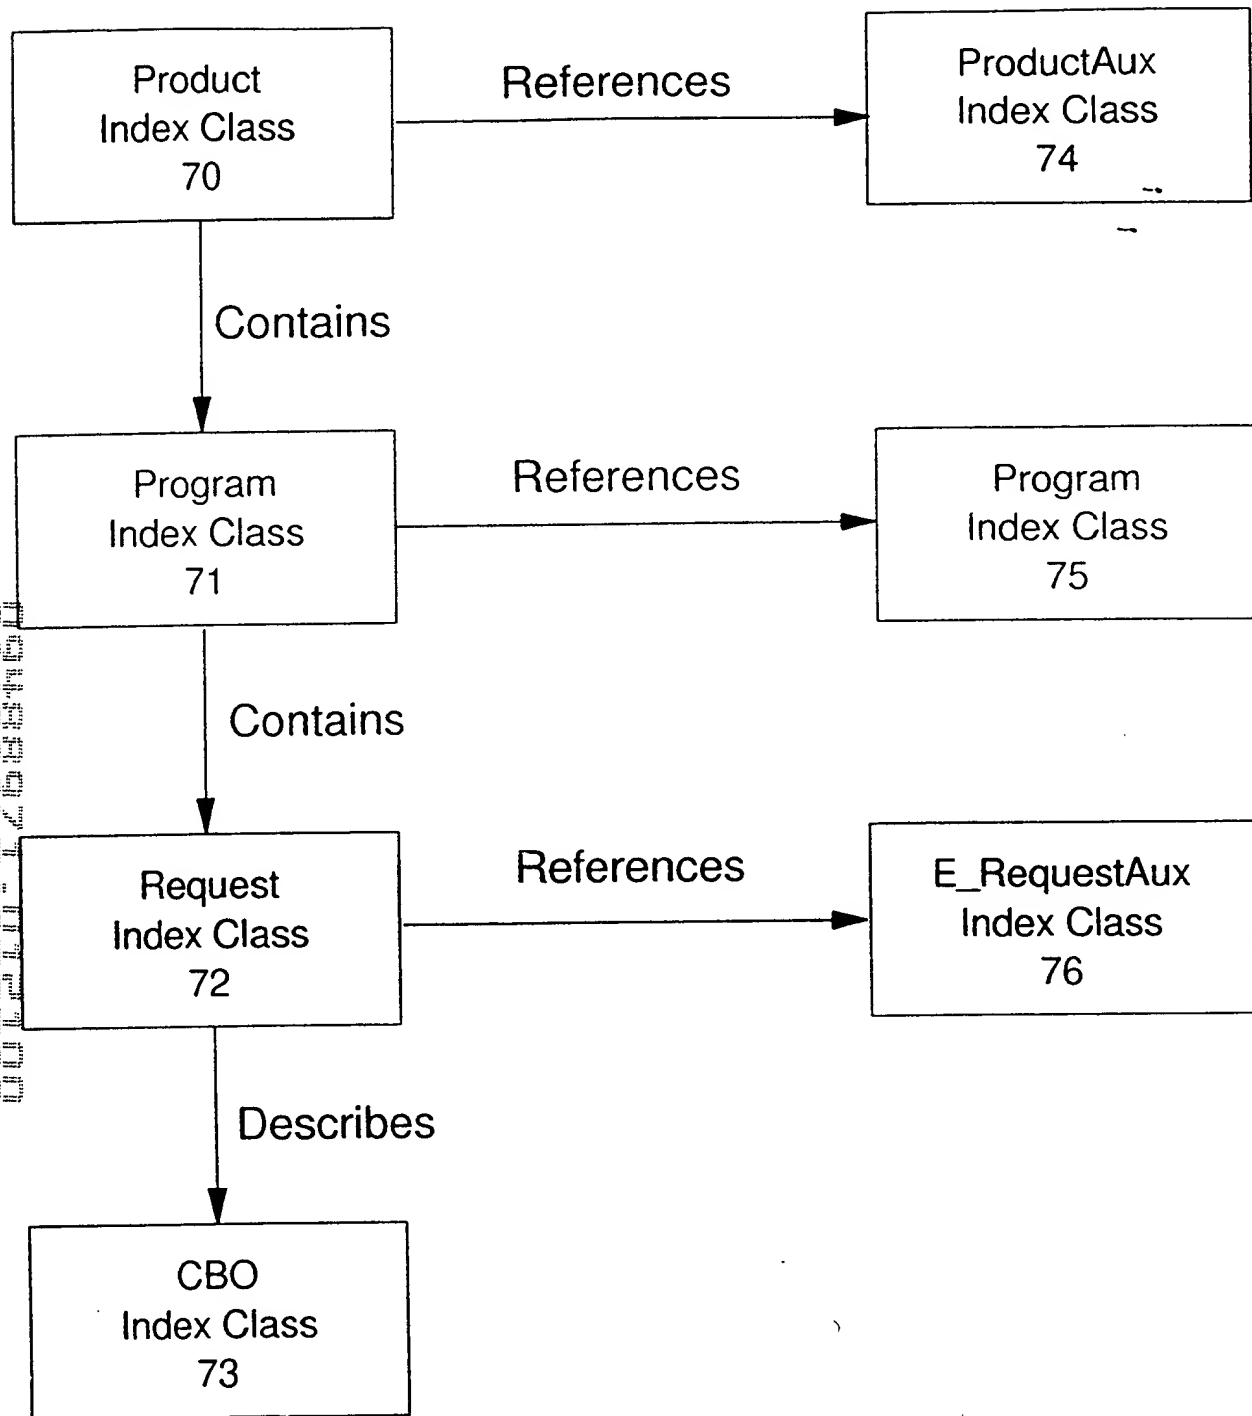 Product
Index Class
70
References
ProductAux
Index Class
74
Contains
Program
Index Class
71
References
Program
Index Class
75
Contains
Request
Index Class
72
References
E_RequestAux
Index Class
76
Describes
CBO
Index Class
73